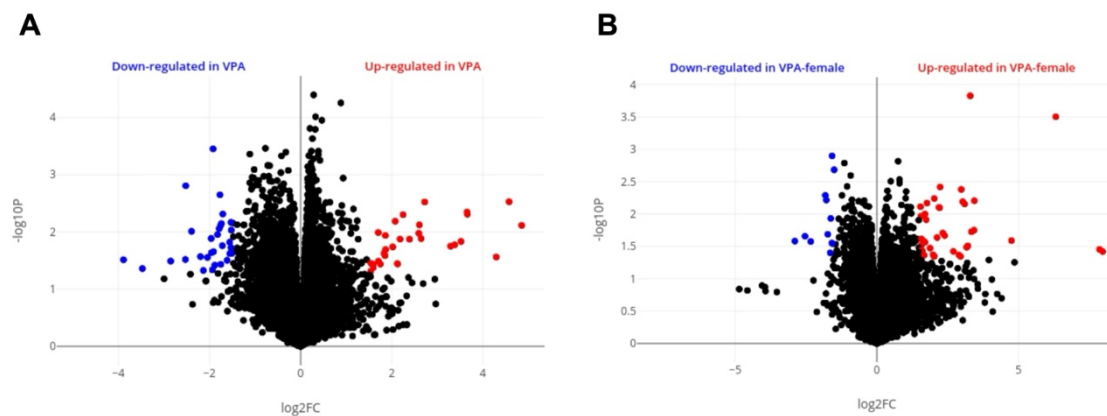 A
Down-regulated in VPA
Up-regulated in VPA
4
3
2
1
0
-log10P
−4
−2
0
2
4
log2FC
B
Down-regulated in VPA-female
Up-regulated in VPA-female
4
3.5
3
2.5
2
1.5
1
0.5
0
-log10P
−5
0
5
log2FC